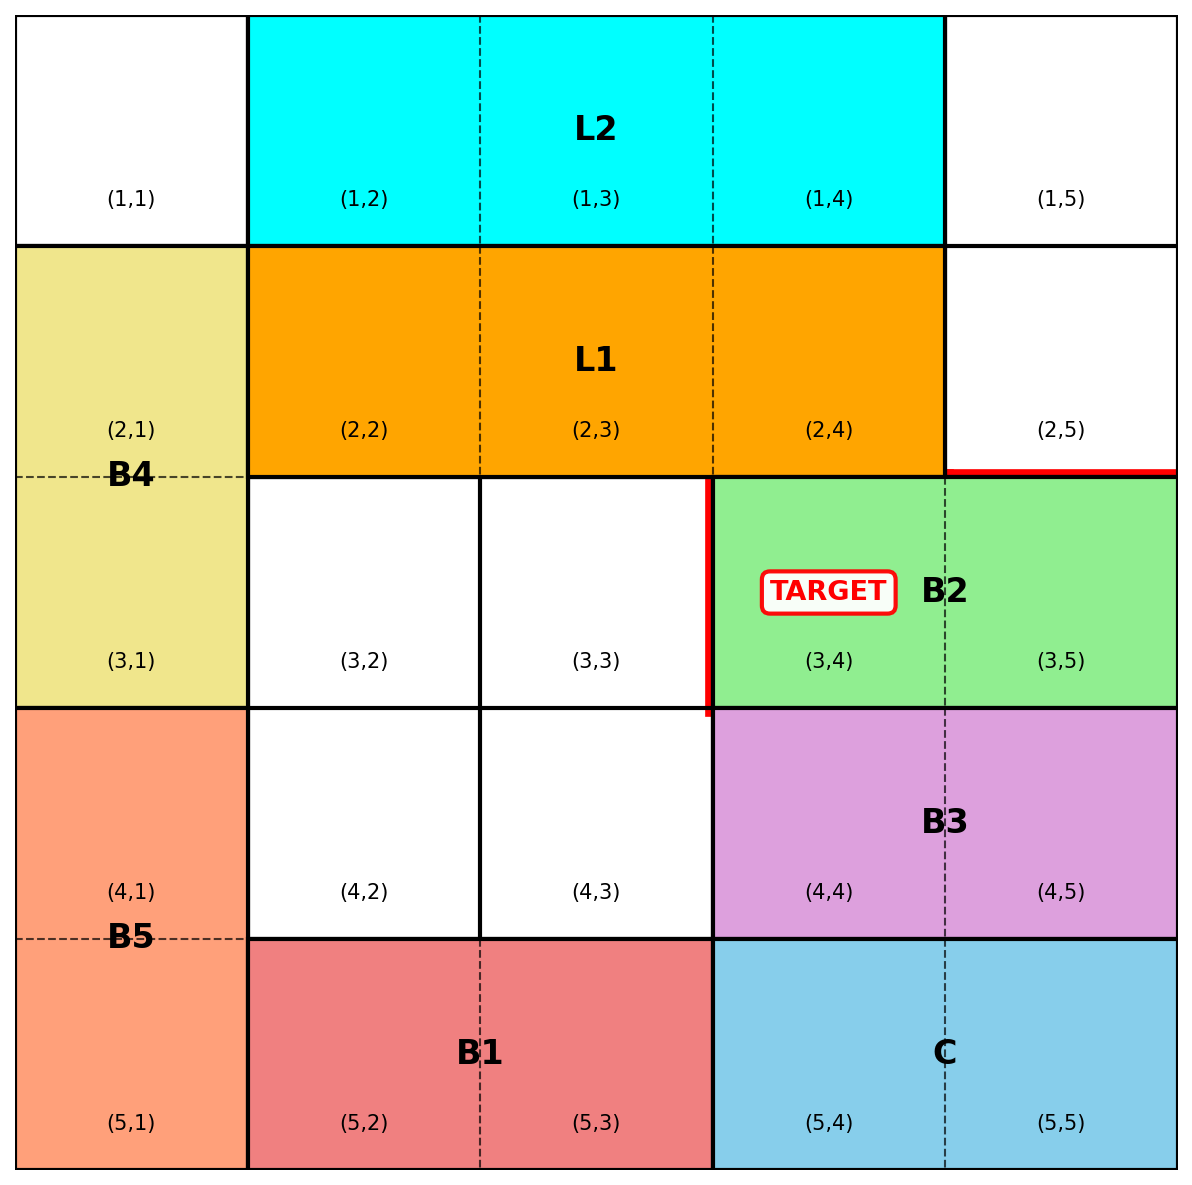 L2
(1,1)
(1,2)
(1,3)
(1,4)
(1,5)
L1
(2,1)
(2,2)
(2,3)
(2,4)
(2,5)
B4
TARGET
B2
(3,1)
(3,2)
(3,3)
(3,4)
(3,5)
B3
(4,1)
(4,2)
(4,3)
(4,4)
(4,5)
B5
B1
C
(5,1)
(5,2)
(5,3)
(5,4)
(5,5)